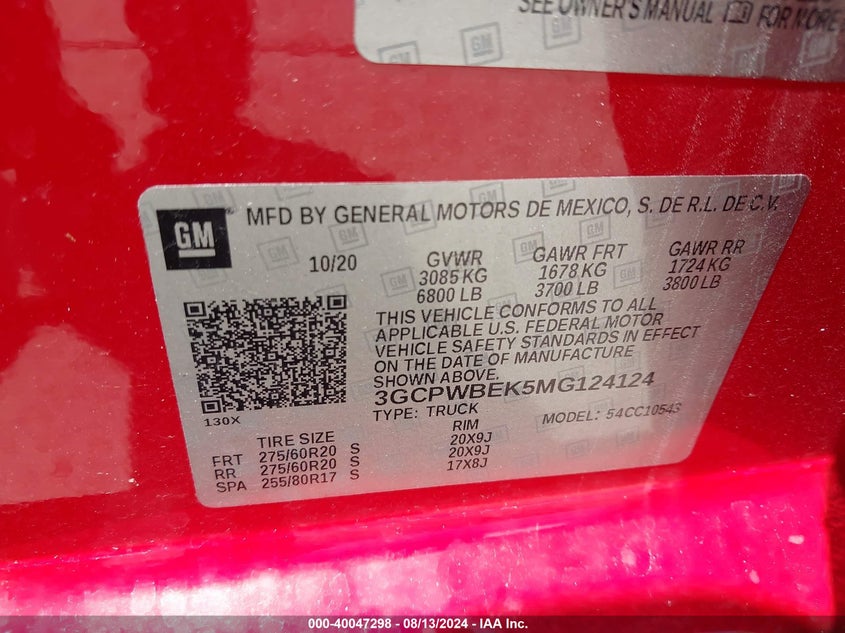 SEE OWNER'S MANUAL FOR MORE
GM
MFD BY GENERAL MOTORS DE MEXICO, S. DE R.L. DE C.V.
10/20 GVWR GAWR FRT GAWR RR
3085 KG 1678 KG 1724 KG
6800 LB 3700 LB 3800 LB
THIS VEHICLE CONFORMS TO ALL
APPLICABLE U.S. FEDERAL MOTOR
VEHICLE SAFETY STANDARDS IN EFFECT
ON THE DATE OF MANUFACTURE
SHOWN ABOVE.
3GCPWBEK5MG124124
130X TYPE: TRUCK MODEL: 54CC10543
TIRE SIZE RIM
FRT 275/60R20 S 20X9J
RR 275/60R20 S 20X9J
SPA 255/80R17 S 17X8J
000-40047298 - 08/13/2024 - IAA Inc.